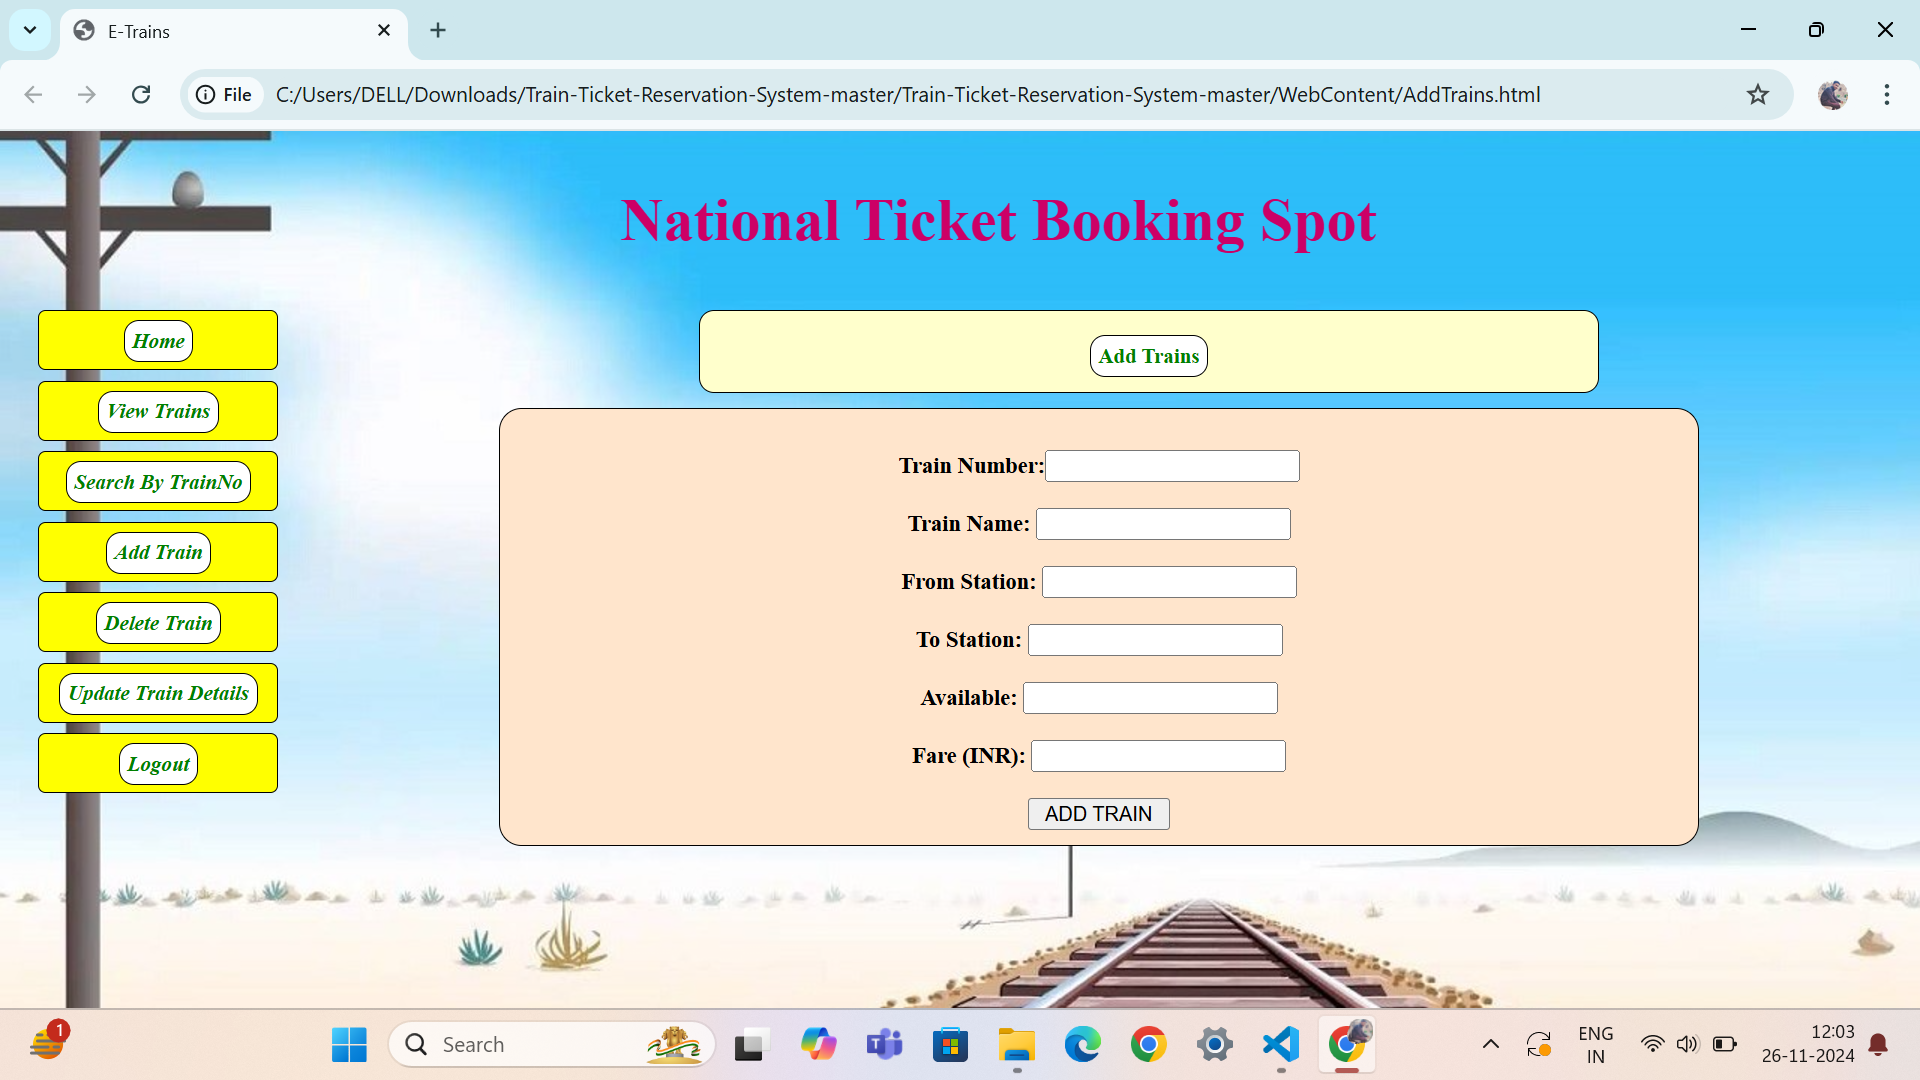 E-Trains
File
C:/Users/DELL/Downloads/Train-Ticket-Reservation-System-master/Train-Ticket-Reservation-System-master/WebContent/AddTrains.html
National Ticket Booking Spot
Home
View Trains
Search By TrainNo
Add Train
Delete Train
Update Train Details
Logout
Add Trains
Train Number:
Train Name:
From Station:
To Station:
Available:
Fare (INR):
ADD TRAIN
1
Search
ENG
IN
12:03
26-11-2024